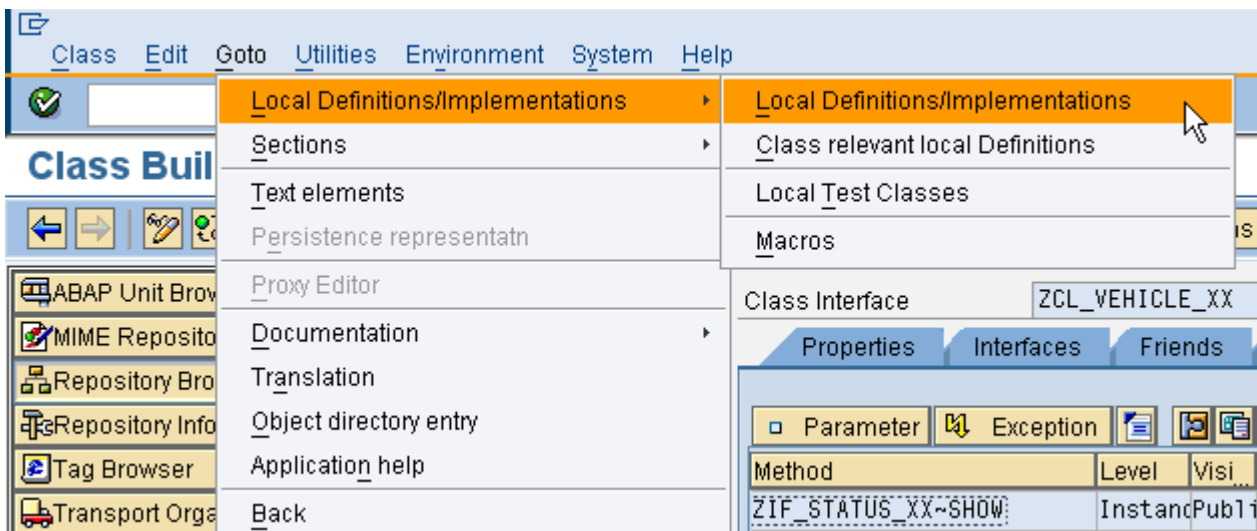 Class Edit Goto Utilities Environment System Help
Local Definitions/Implementations
Sections
Text elements
Persistence representatn
Proxy Editor
Documentation
Translation
Object directory entry
Application help
Back
Local Definitions/Implementations
Class relevant local Definitions
Local Test Classes
Macros
Class Buil
ABAP Unit Brow
MIME Reposito
Repository Bro
Repository Info
Tag Browser
Transport Orga
Class Interface ZCL_VEHICLE_XX
Properties Interfaces Friends
Parameter Exception
Method Level Visi...
ZIF_STATUS_XX~SHOW Instanc Publi